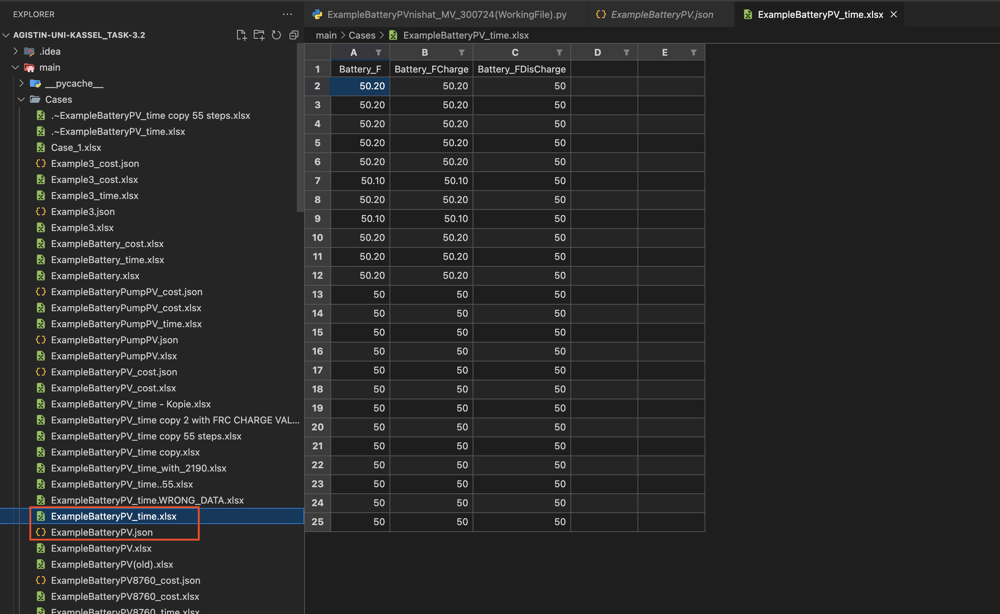 EXPLORER
AGISTIN-UNI-KASSEL_TASK-3.2
.idea
main
__pycache__
Cases
.~ExampleBatteryPV_time copy 55 steps.xlsx
.~ExampleBatteryPV_time.xlsx
Case_1.xlsx
Example3_cost.json
Example3_cost.xlsx
Example3_time.xlsx
Example3.json
Example3.xlsx
ExampleBattery_cost.xlsx
ExampleBattery_time.xlsx
ExampleBattery.xlsx
ExampleBatteryPumpPV_cost.json
ExampleBatteryPumpPV_cost.xlsx
ExampleBatteryPumpPV_time.xlsx
ExampleBatteryPumpPV.json
ExampleBatteryPumpPV.xlsx
ExampleBatteryPV_cost.json
ExampleBatteryPV_cost.xlsx
ExampleBatteryPV_time - Kopie.xlsx
ExampleBatteryPV_time copy 2 with FRC CHARGE VAL...
ExampleBatteryPV_time copy 55 steps.xlsx
ExampleBatteryPV_time copy.xlsx
ExampleBatteryPV_time_with_2190.xlsx
ExampleBatteryPV_time..55.xlsx
ExampleBatteryPV_time.WRONG_DATA.xlsx
ExampleBatteryPV_time.xlsx
ExampleBatteryPV.json
ExampleBatteryPV.xlsx
ExampleBatteryPV(old).xlsx
ExampleBatteryPV8760_cost.json
ExampleBatteryPV8760_cost.xlsx
ExampleBatteryPV8760_time.xlsx
ExampleBatteryPVnishat_MV_300724(WorkingFile).py ExampleBatteryPV.json ExampleBatteryPV_time.xlsx
main > Cases > ExampleBatteryPV_time.xlsx
A B C D E
1 Battery_F Battery_FCharge Battery_FDisCharge
2 50.20 50.20 50
3 50.20 50.20 50
4 50.20 50.20 50
5 50.20 50.20 50
6 50.20 50.20 50
7 50.10 50.10 50
8 50.20 50.20 50
9 50.10 50.10 50
10 50.20 50.20 50
11 50.20 50.20 50
12 50.20 50.20 50
13 50 50 50
14 50 50 50
15 50 50 50
16 50 50 50
17 50 50 50
18 50 50 50
19 50 50 50
20 50 50 50
21 50 50 50
22 50 50 50
23 50 50 50
24 50 50 50
25 50 50 50